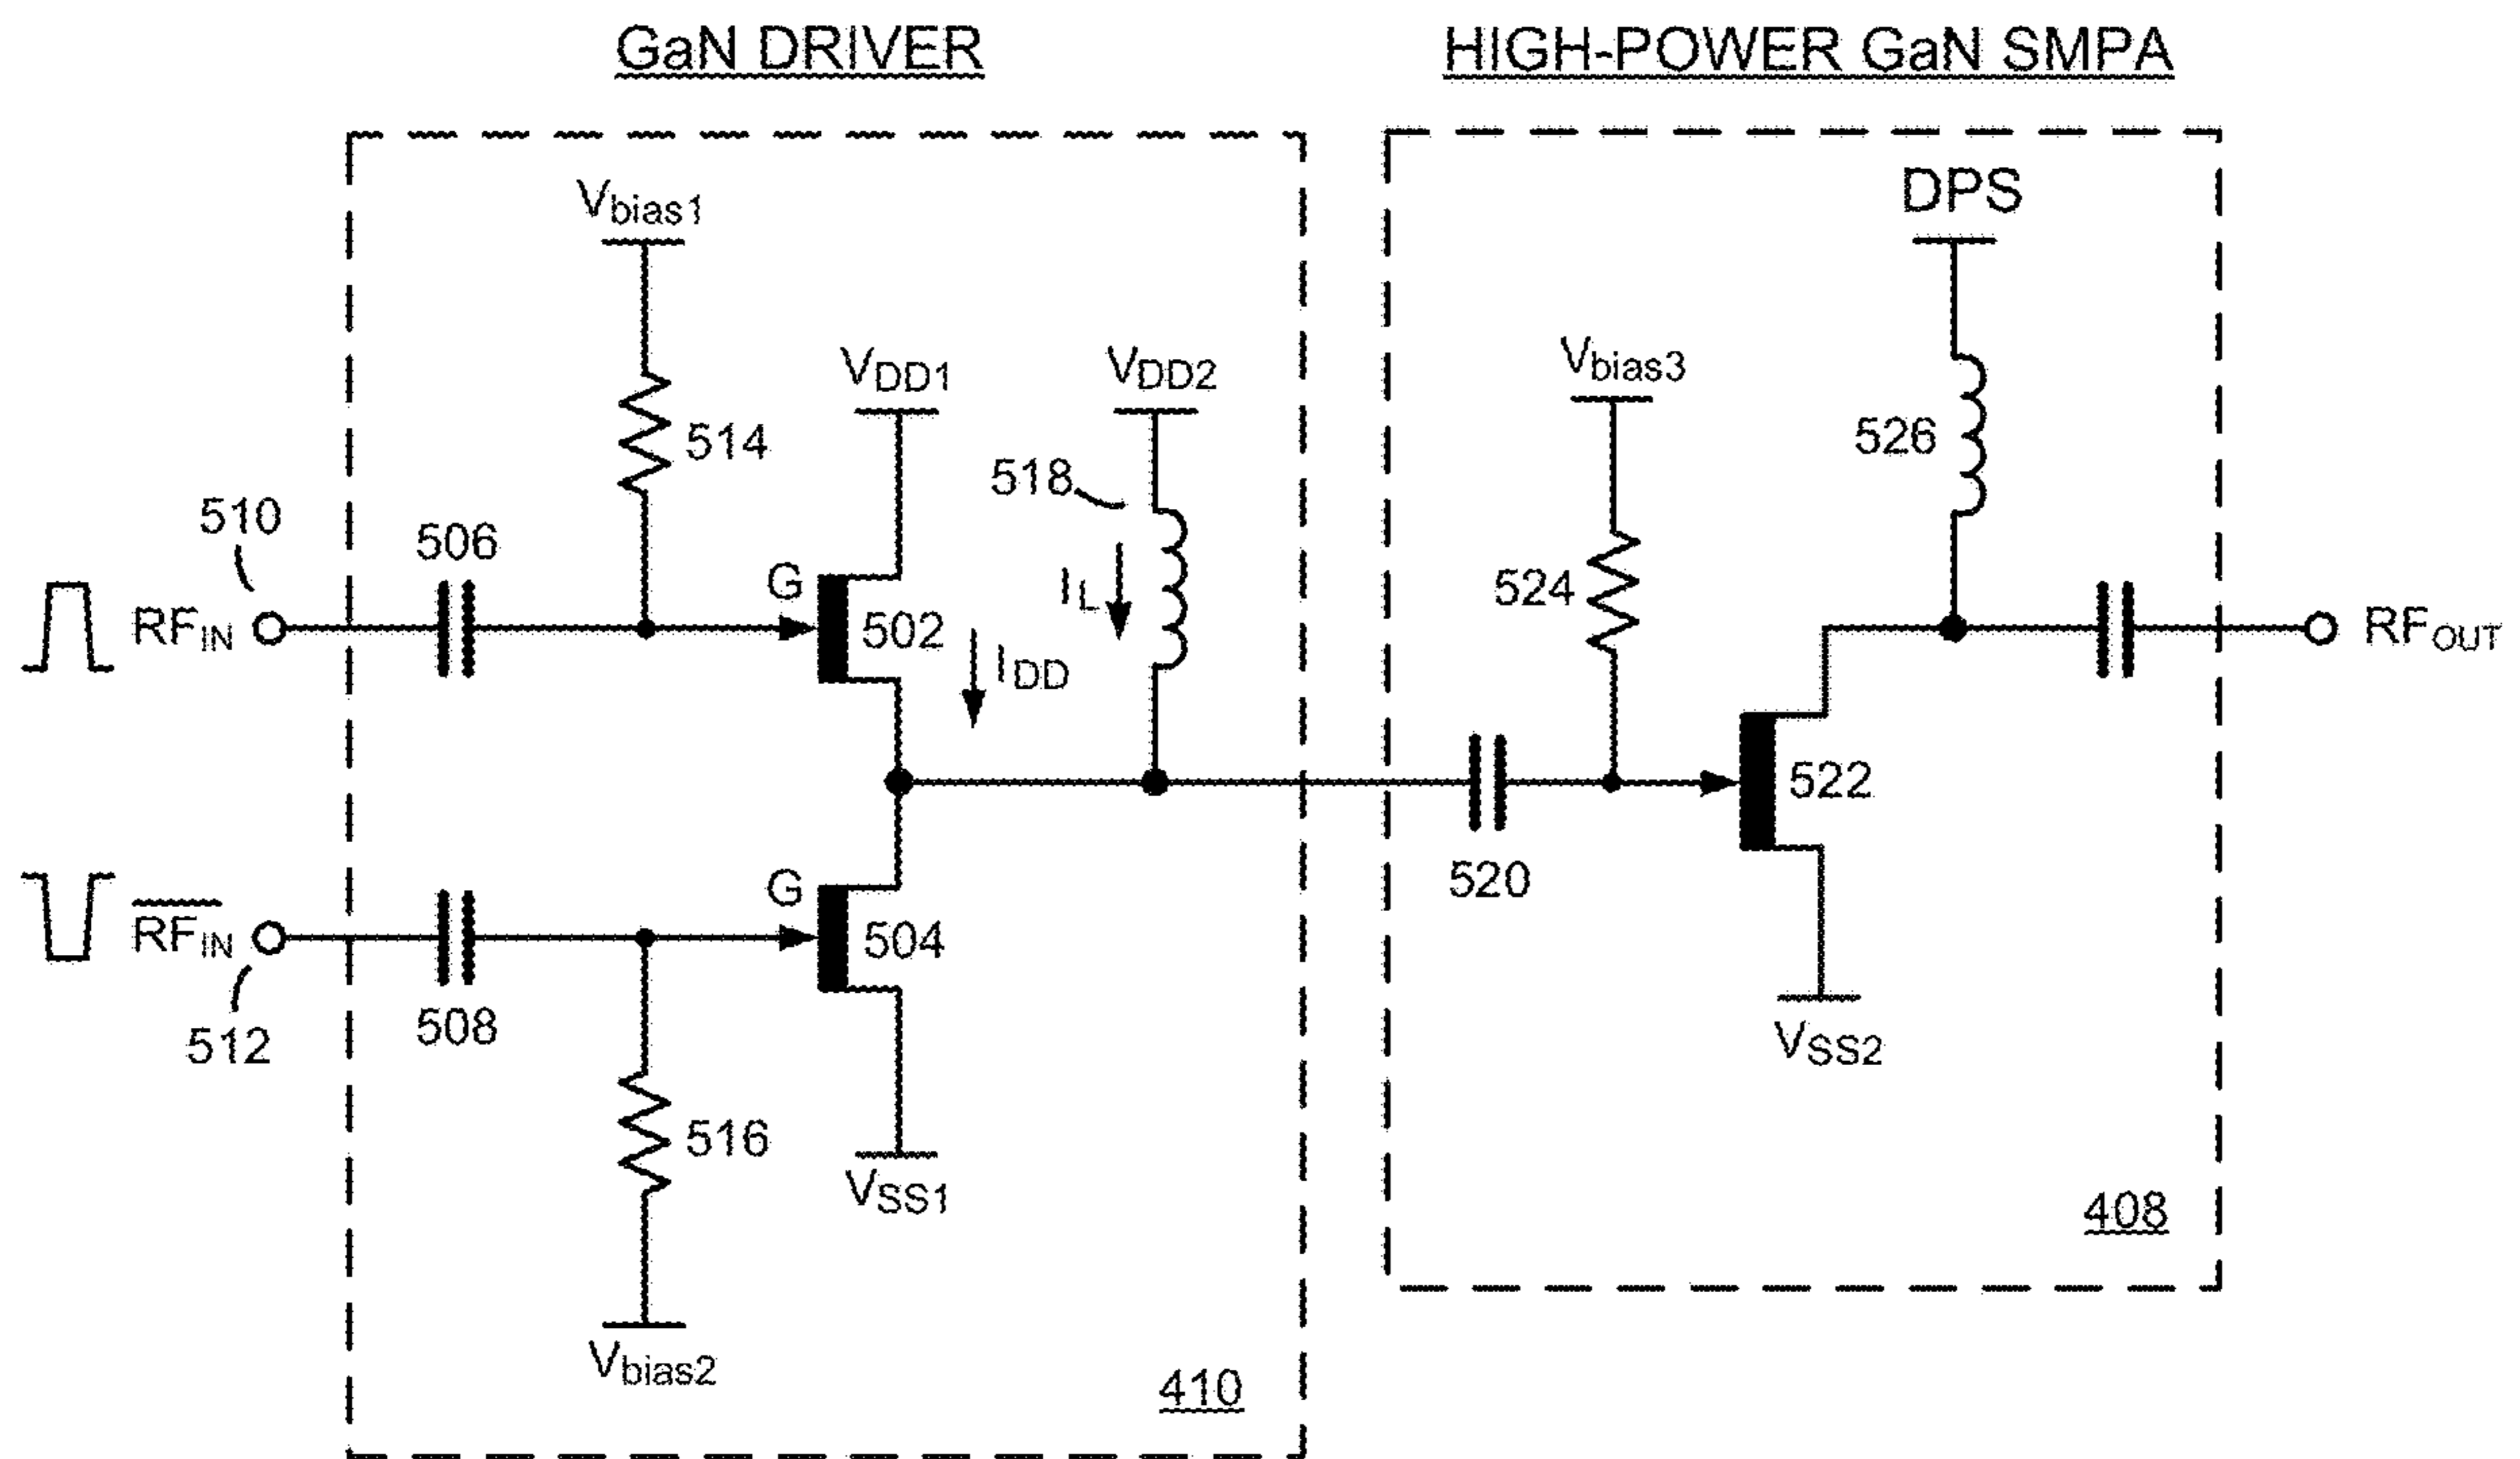 GaN DRIVER
HIGH-POWER GaN SMPA
Vbias1
DPS
VDD1
VDD2
Vbias3
514
526
518
510
506
G
IL
524
RFIN
502
IDD
RFOUT
522
520
G
RFIN
504
508
512
VSS2
516
VSS1
408
Vbias2
410